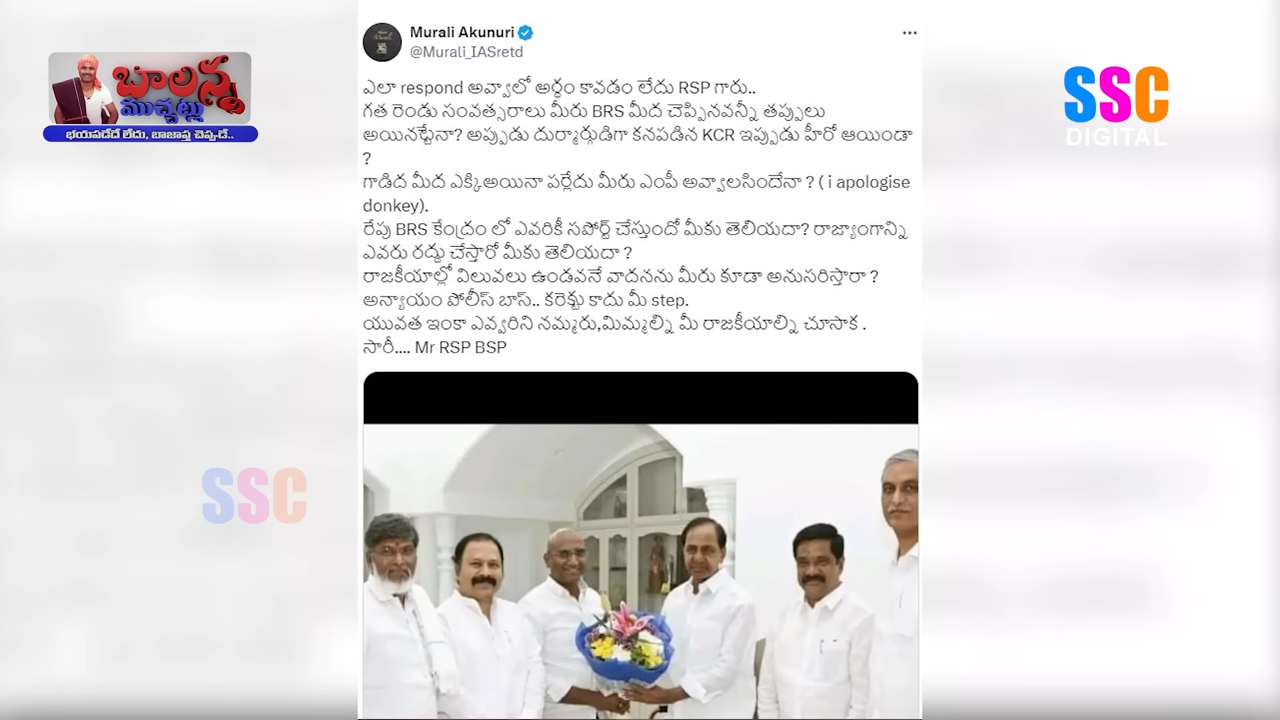 Murali Akunuri
@Murali_IASretd
బాలన్న
ముచ్చట్లు
భయపడేదే లేదు, బాజాప్త చెప్పుడే..
SSC
DIGITAL
ఎలా respond అవ్వాలో అర్ధం కావడం లేదు RSP గారు..
గత రెండు సంవత్సరాలు మీరు BRS మీద చెప్పినవన్నీ తప్పులు
అయినట్టేనా? అప్పుడు దుర్మార్గుడిగా కనపడిన KCR ఇప్పుడు హీరో ఆయిండా
?
గాడిద మీద ఎక్కిఅయినా పర్లేదు మీరు ఎంపీ అవ్వాలసిందేనా ? ( i apologise
donkey).
రేపు BRS కేంద్రం లో ఎవరికీ సపోర్ట్ చేస్తుందో మీకు తెలియదా? రాజ్యాంగాన్ని
ఎవరు రద్దు చేస్తారో మీకు తెలియదా ?
రాజకీయాల్లో విలువలు ఉండవనే వాదనను మీరు కూడా అనుసరిస్తారా ?
అన్యాయం పోలీస్ బాస్.. కరెక్టు కాదు మీ step.
యువత ఇంకా ఎవ్వరిని నమ్మరు,మిమ్మల్ని మీ రాజకీయాల్ని చూసాక .
సారీ.... Mr RSP BSP
SSC